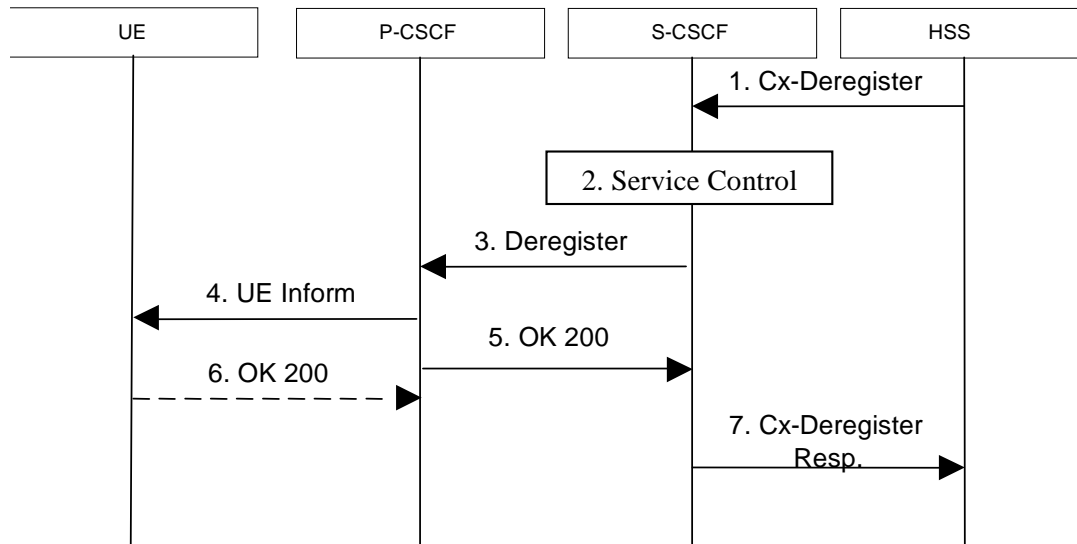 UE
P-CSCF
S-CSCF
HSS
1. Cx-Deregister
2. Service Control
3. Deregister
4. UE Inform
5. OK 200
6. OK 200
7. Cx-Deregister
Resp.